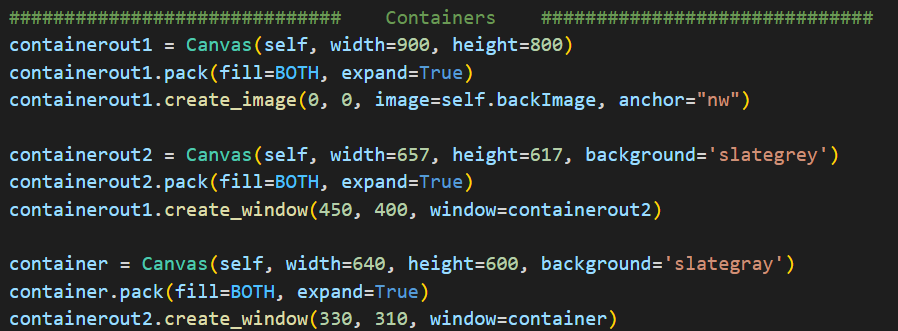 ##############################    Containers    ##############################
containerout1 = Canvas(self, width=900, height=800)
containerout1.pack(fill=BOTH, expand=True)
containerout1.create_image(0, 0, image=self.backImage, anchor="nw")
containerout2 = Canvas(self, width=657, height=617, background='slategrey')
containerout2.pack(fill=BOTH, expand=True)
containerout1.create_window(450, 400, window=containerout2)
container = Canvas(self, width=640, height=600, background='slategray')
container.pack(fill=BOTH, expand=True)
containerout2.create_window(330, 310, window=container)